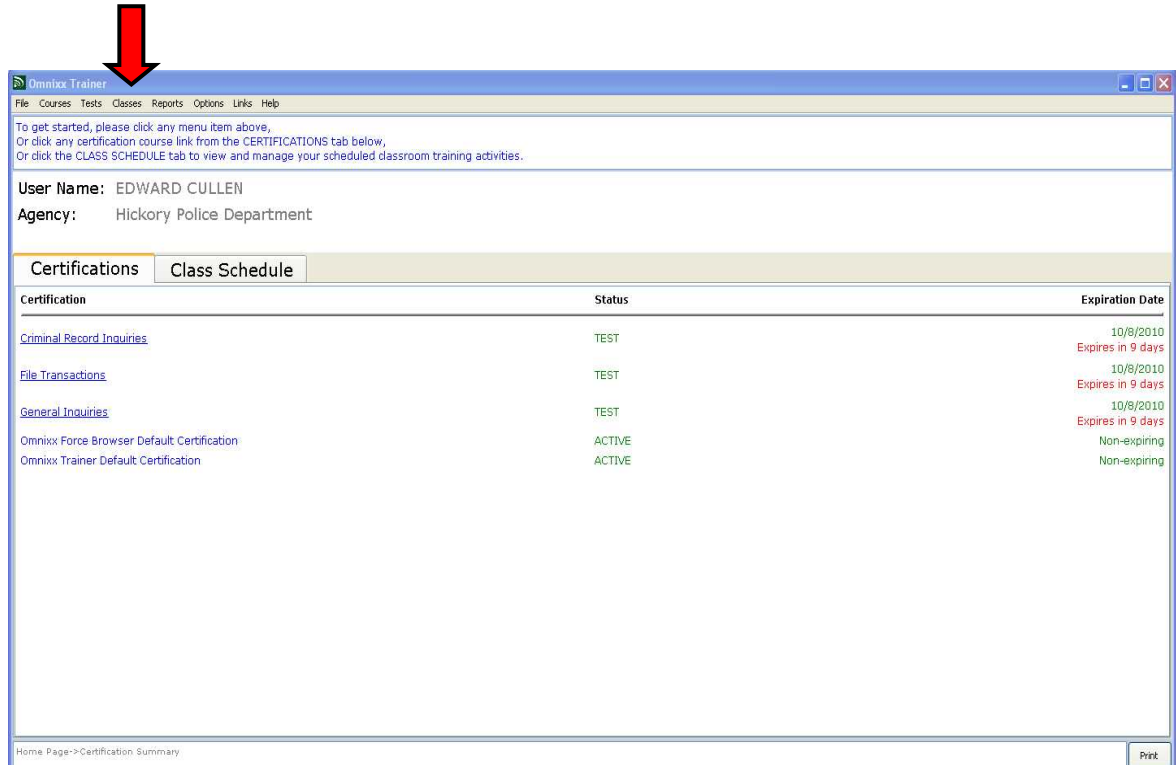 Omnixx Trainer
File Courses Tests Classes Reports Options Links Help
To get started, please click any menu item above,
Or click any certification course link from the CERTIFICATIONS tab below,
Or click the CLASS SCHEDULE tab to view and manage your scheduled classroom training activities.
User Name: EDWARD CULLEN
Agency: Hickory Police Department
Certifications Class Schedule
Certification Status Expiration Date
Criminal Record Inquiries TEST 10/8/2010
Expires in 9 days
File Transactions TEST 10/8/2010
Expires in 9 days
General Inquiries TEST 10/8/2010
Expires in 9 days
Omnixx Force Browser Default Certification ACTIVE Non-expiring
Omnixx Trainer Default Certification ACTIVE Non-expiring
Home Page->Certification Summary Print